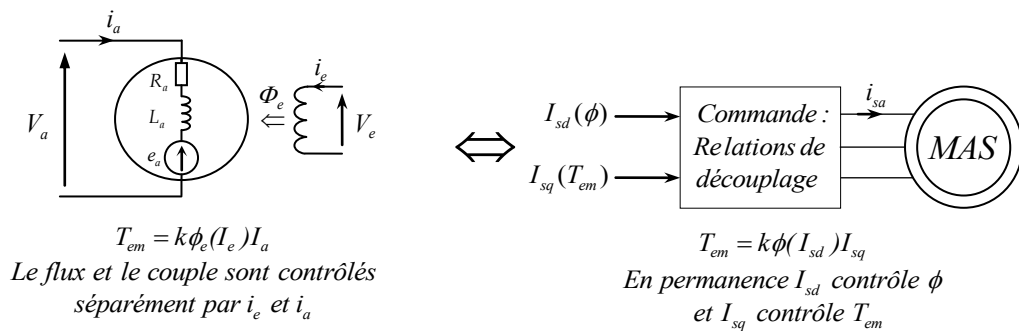 i_a
R_a
L_a
e_a
V_a
Φ_e
⇐
i_e
V_e
T_em = kϕ_e(I_e)I_a
Le flux et le couple sont contrôlés
séparément par i_e et i_a
⇔
I_sd(ϕ)
I_sq(T_em)
Commande :
Relations de
découplage
i_sa
MAS
T_em = kϕ(I_sd)I_sq
En permanence I_sd contrôle ϕ
et I_sq contrôle T_em